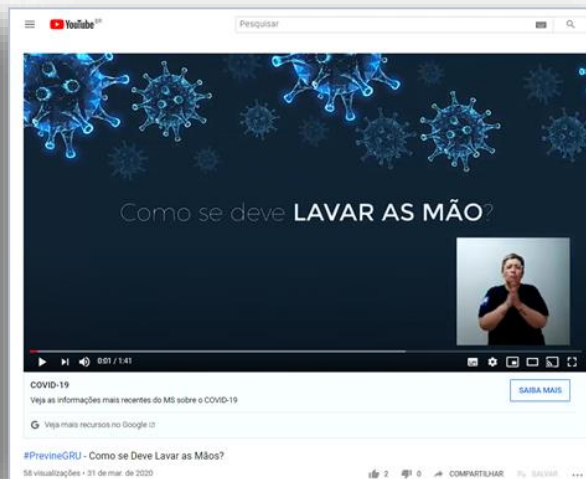 YouTube BR
Pesquisar
Como se deve LAVAR AS MÃO?
0:01 / 1:41
COVID-19
Veja as informações mais recentes do MS sobre o COVID-19
SAIBA MAIS
G Veja mais recursos no Google
#PrevineGRU - Como se Deve Lavar as Mãos?
58 visualizações • 31 de mar. de 2020
2 0 COMPARTILHAR SALVAR ...